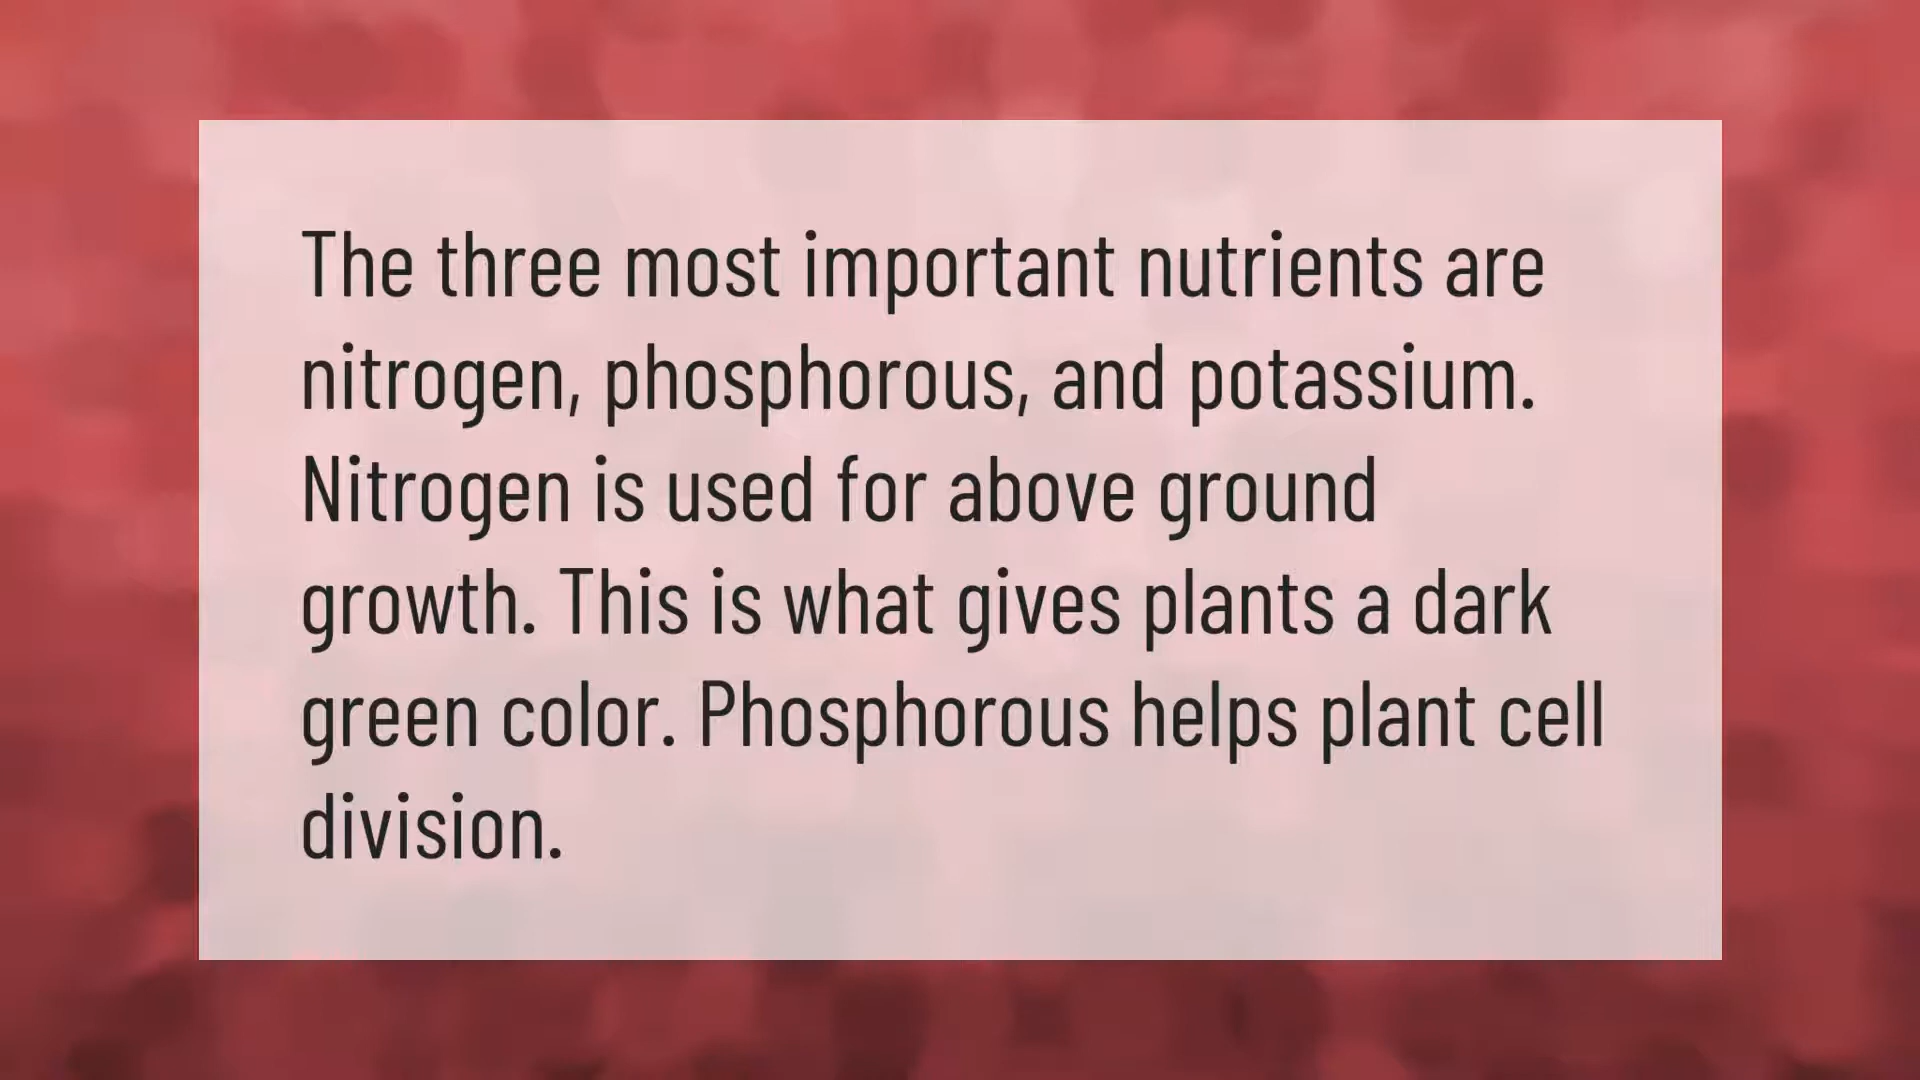 The three most important nutrients are
nitrogen, phosphorous, and potassium.
Nitrogen is used for above ground
growth. This is what gives plants a dark
green color. Phosphorous helps plant cell
division.